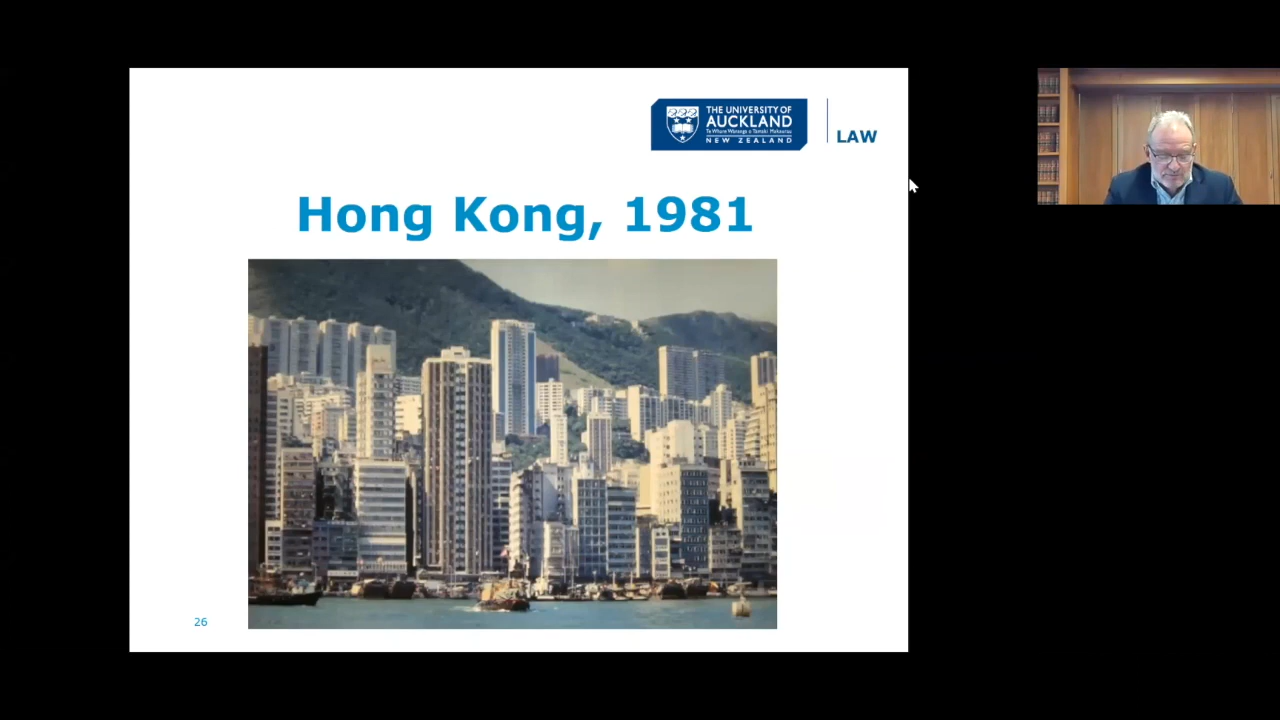 THE UNIVERSITY OF
AUCKLAND
Te Whare Wānanga o Tāmaki Makaurau
NEW ZEALAND
LAW
Hong Kong, 1981
26